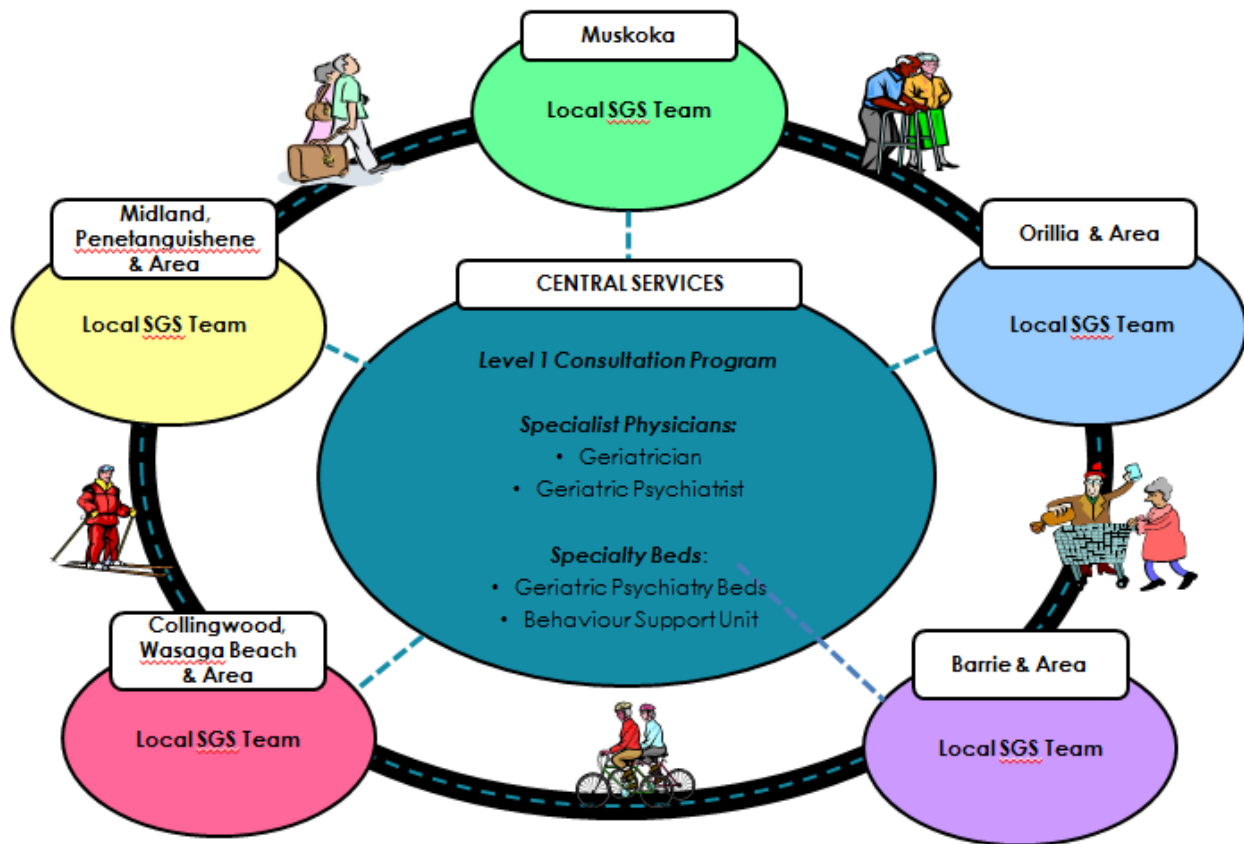 Muskoka
Local SGS Team
Midland,
Penetanguishene
& Area
Local SGS Team
Orillia & Area
Local SGS Team
CENTRAL SERVICES
Level 1 Consultation Program
Specialist Physicians:
• Geriatrician
• Geriatric Psychiatrist
Specialty Beds:
• Geriatric Psychiatry Beds
• Behaviour Support Unit
Collingwood,
Wasaga Beach
& Area
Local SGS Team
Barrie & Area
Local SGS Team